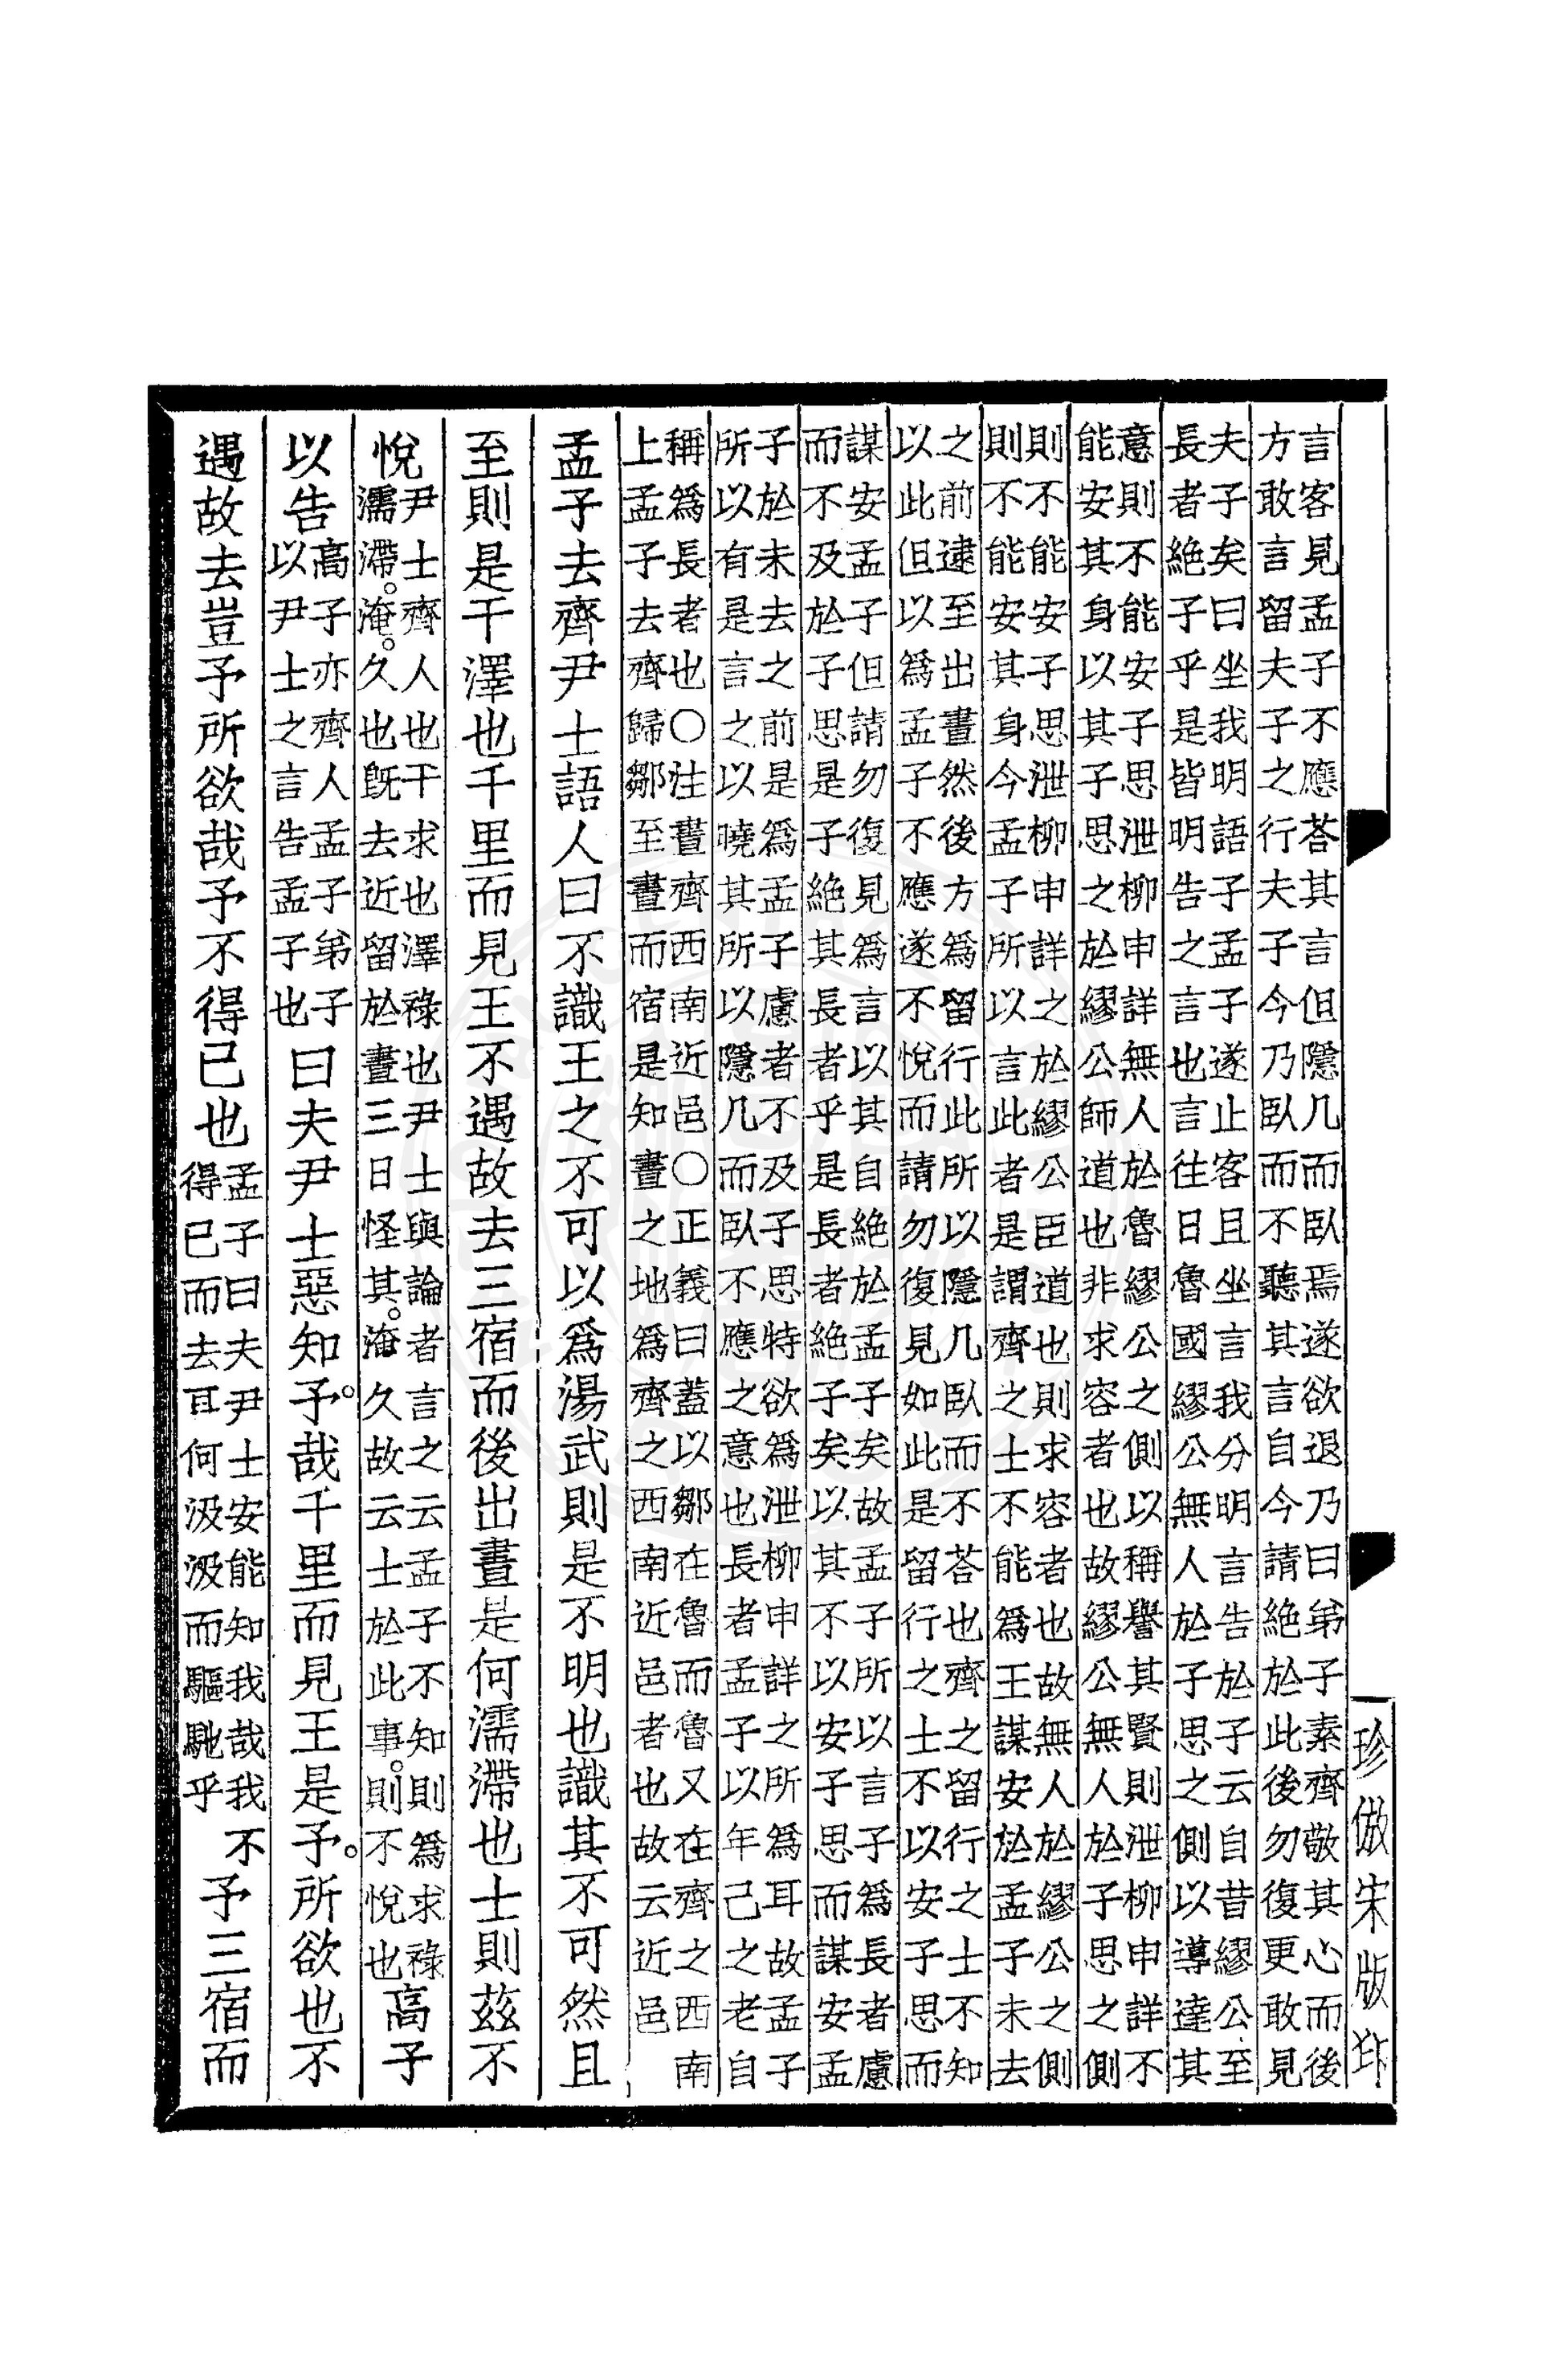 言客見孟子不應荅其言但隱几而臥焉遂欲退乃曰弟子素齊敬其心而後
方敢言留夫子之行夫子今乃臥而不聽其言自今請絕於此後勿復更敢見
夫子矣曰坐我明語子孟子遂止客且坐言我分明言告於子云自昔繆公至
長者絕子乎是皆明告之言也言往日魯國繆公無人於子思之側以導達其
意則不能安子思泄柳申詳無人於魯繆公之側以稱譽其賢則泄柳申詳不
能安其身以其子思之於繆公師道也非求容者也故繆公無人於子思之側
則不能安子思泄柳申詳之於繆公臣道也則求容者也故無人於繆公之側
則不能安其身今孟子所以言此者是謂齊之士不能為王謀安於孟子未去
之前逮至出晝然後方為留行此所以隱几臥而不荅也齊之留行之士不知
以此但以為孟子不應遂不悅而請勿復見如此是留行之士不以安子思而
謀安孟子但請勿復見為言以其自絕於孟子矣故孟子所以言子為長者慮
而不及於子思是子絕其長者乎是長者絕子矣以其不以安子思而謀安孟
子於未去之前是為孟子慮者不及子思特欲為泄柳申詳之所為耳故孟子
所以有是言之以曉其所以隱几而臥不應之意也長者孟子以年己之老自
稱為長者也○注晝齊西南近邑○正義曰蓋以鄒在魯而魯又在齊之西南
上孟子去齊歸鄒至晝而宿是知晝之地為齊之西南近邑者也故云近邑
孟子去齊尹士語人曰不識王之不可以為湯武則是不明也識其不可然且
至則是干澤也千里而見王不遇故去三宿而後出晝是何濡滯也士則茲不
悅尹士齊人也干求也澤祿也尹士與論者言之云孟子不知則為求祿濡滯淹久也既去近留於晝三日怪其淹久故云士於此事則不悅也高子
以告高子亦齊人孟子弟子以尹士之言告孟子也曰夫尹士惡知予哉千里而見王是予所欲也不
遇故去豈予所欲哉予不得已也孟子曰夫尹士安能知我哉我不得已而去耳何汲汲而驅馳乎予三宿而
珍倣宋版印